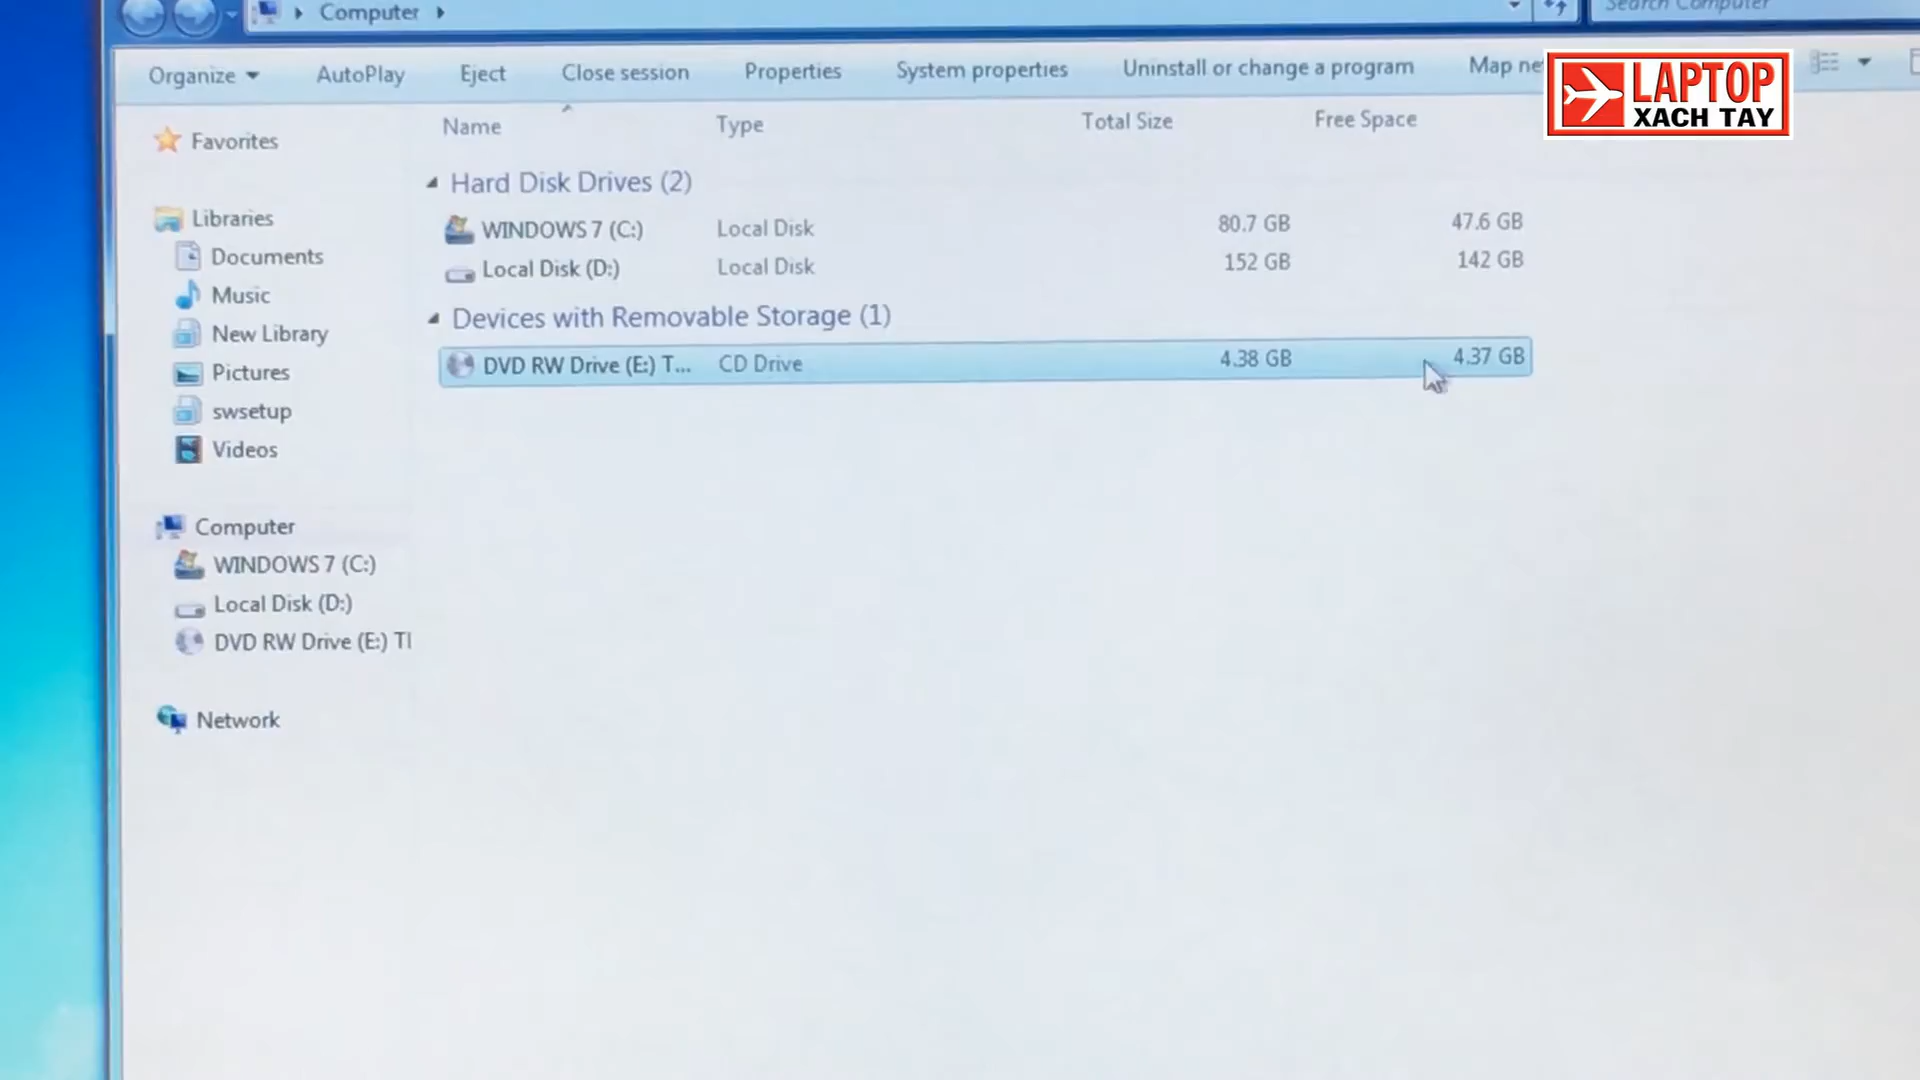 Computer
Search Computer
Organize
AutoPlay
Eject
Close session
Properties
System properties
Uninstall or change a program
Map ne
LAPTOP
XACH TAY
Name
Type
Total Size
Free Space
Favorites
Libraries
Documents
Music
New Library
Pictures
swsetup
Videos
Computer
WINDOWS 7 (C:)
Local Disk (D:)
DVD RW Drive (E:) TI
Network
Hard Disk Drives (2)
WINDOWS 7 (C:) Local Disk 80.7 GB 47.6 GB
Local Disk (D:) Local Disk 152 GB 142 GB
Devices with Removable Storage (1)
DVD RW Drive (E:) T... CD Drive 4.38 GB 4.37 GB